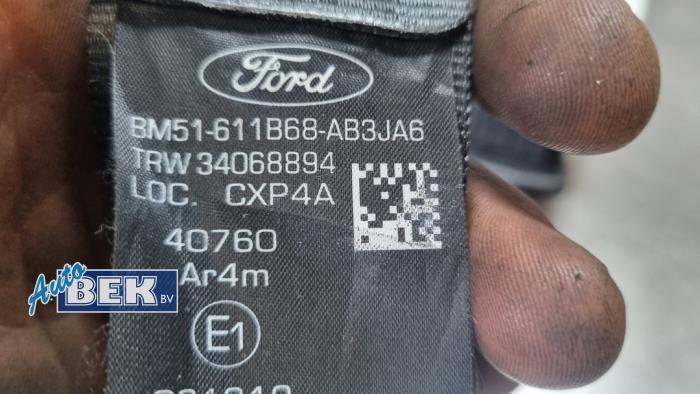 Ford
BM51-611B68-AB3JA6
TRW 34068894
LOC. CXP4A
40760
Ar4m
E1
Auto
BEK BV